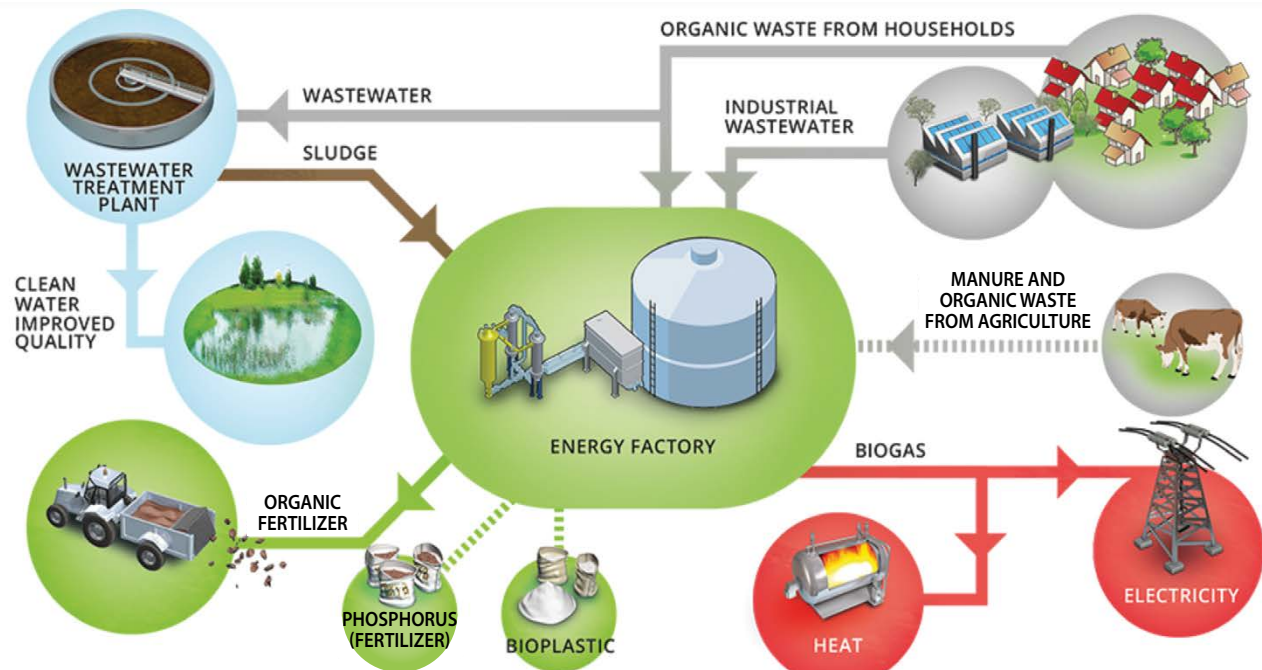 ORGANIC WASTE FROM HOUSEHOLDS
WASTEWATER
INDUSTRIAL
WASTEWATER
SLUDGE
WASTEWATER
TREATMENT
PLANT
CLEAN
WATER
IMPROVED
QUALITY
MANURE AND
ORGANIC WASTE
FROM AGRICULTURE
ENERGY FACTORY
BIOGAS
ORGANIC
FERTILIZER
PHOSPHORUS
(FERTILIZER)
BIOPLASTIC
HEAT
ELECTRICITY